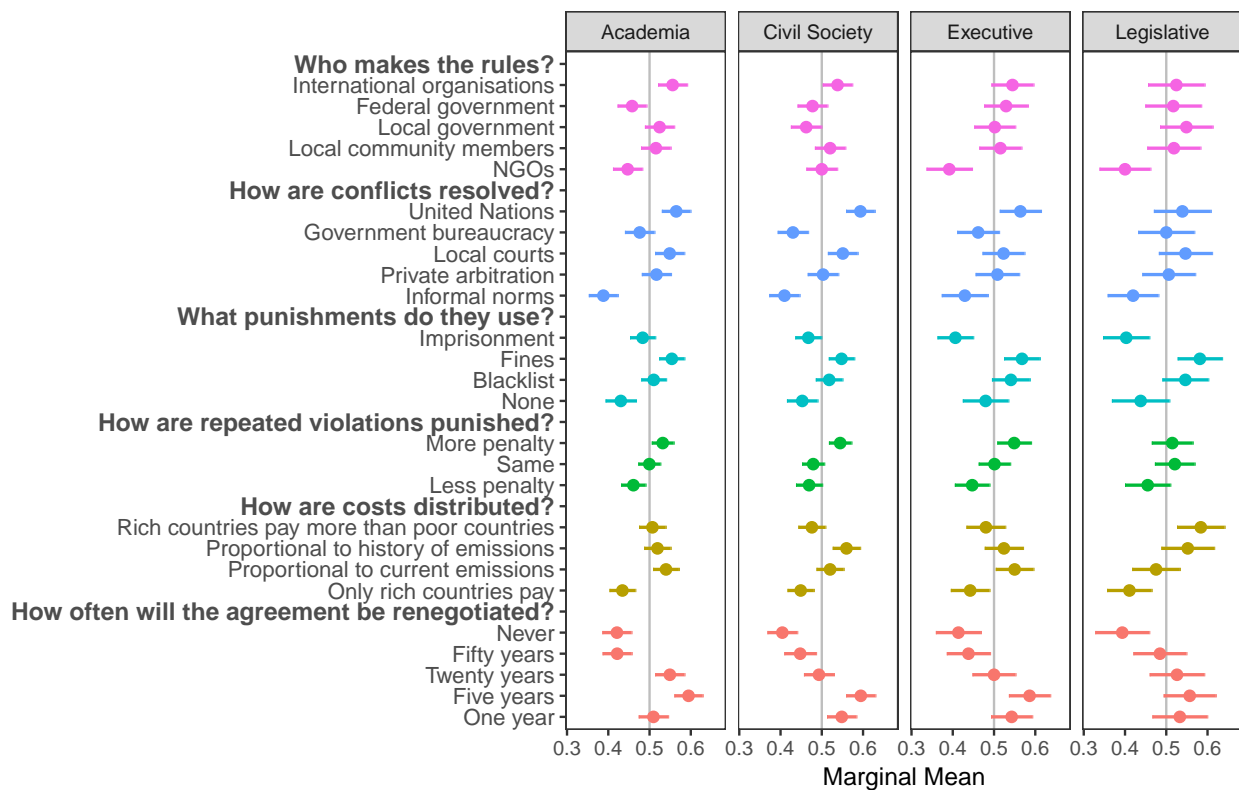 Academia Civil Society Executive Legislative
Who makes the rules?
International organisations
Federal government
Local government
Local community members
NGOs
How are conflicts resolved?
United Nations
Government bureaucracy
Local courts
Private arbitration
Informal norms
What punishments do they use?
Imprisonment
Fines
Blacklist
None
How are repeated violations punished?
More penalty
Same
Less penalty
How are costs distributed?
Rich countries pay more than poor countries
Proportional to history of emissions
Proportional to current emissions
Only rich countries pay
How often will the agreement be renegotiated?
Never
Fifty years
Twenty years
Five years
One year
0.3 0.4 0.5 0.6 0.3 0.4 0.5 0.6 0.3 0.4 0.5 0.6 0.3 0.4 0.5 0.6
Marginal Mean